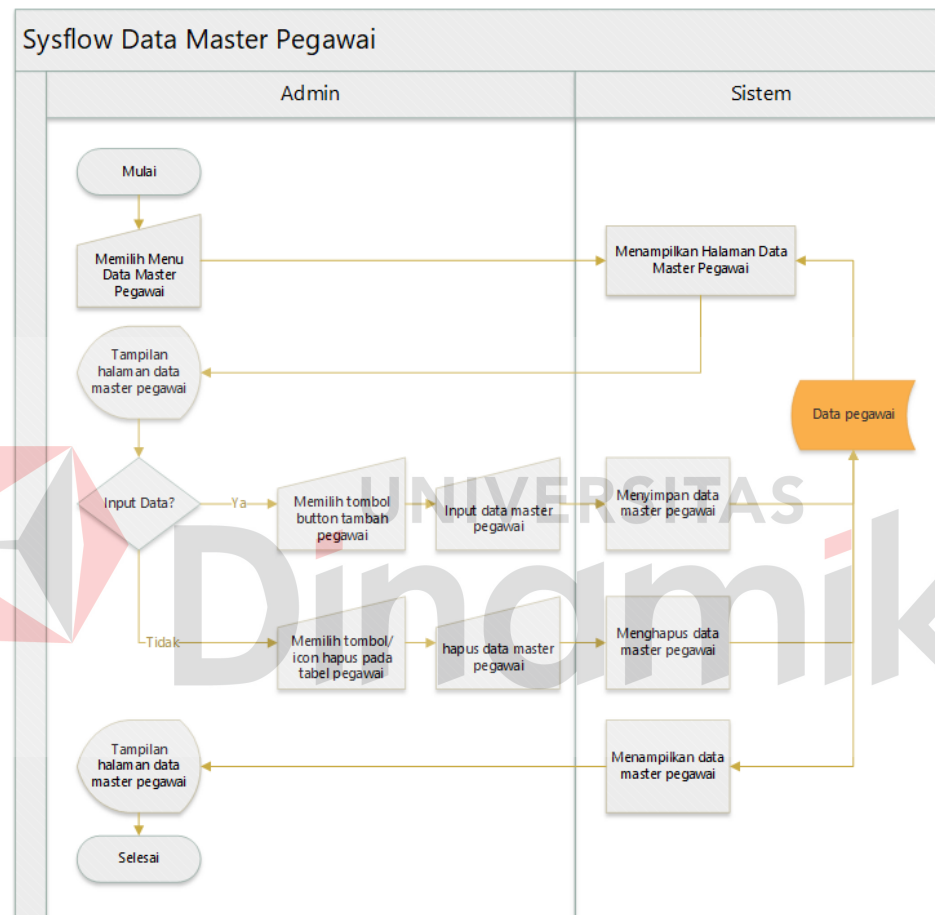 Sysflow Data Master Pegawai
Admin
Sistem
Mulai
Memilih Menu
Data Master
Pegawai
Menampilkan Halaman Data
Master Pegawai
Tampilan
halaman data
master pegawai
Data pegawai
Input Data?
Ya
Memilih tombol
button tambah
pegawai
Input data master
pegawai
Menyimpan data
master pegawai
UNIVERSITAS
Dinamik
Tidak
Memilih tombol/
icon hapus pada
tabel pegawai
hapus data master
pegawai
Menghapus data
master pegawai
Tampilan
halaman data
master pegawai
Menampilkan data
master pegawai
Selesai